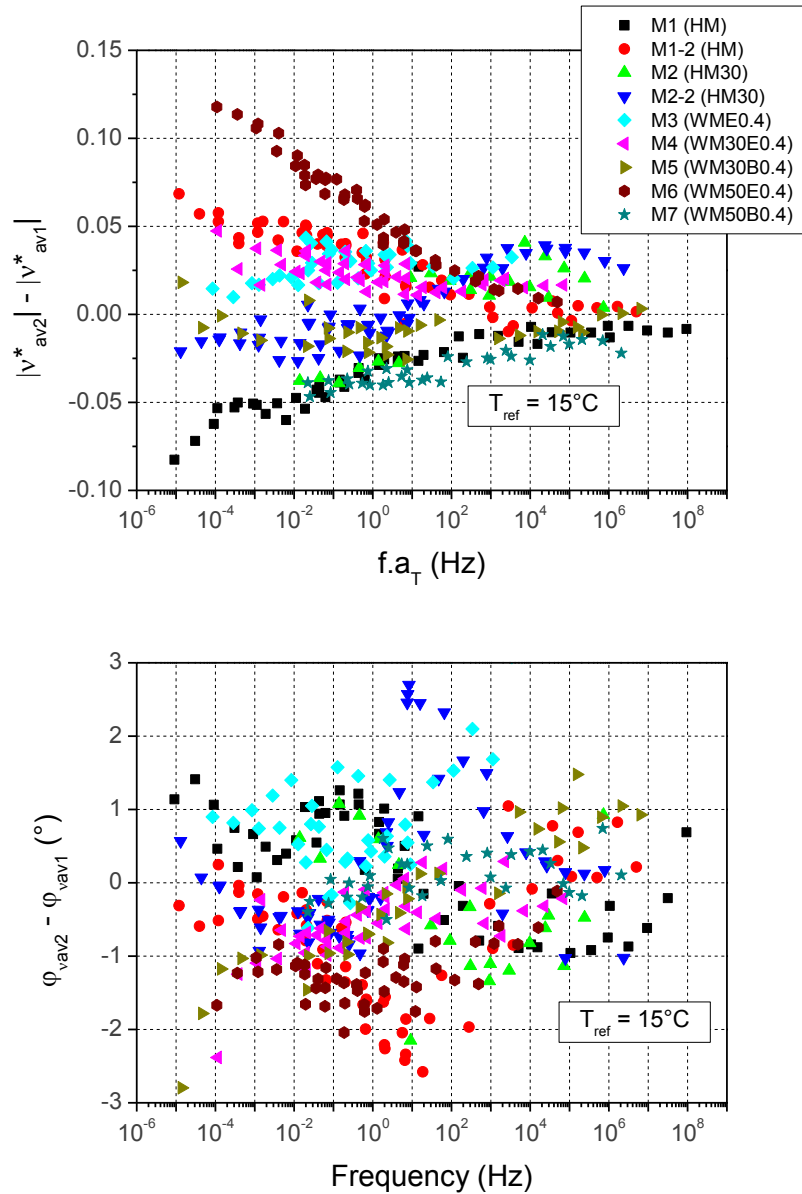 M1 (HM)
M1-2 (HM)
M2 (HM30)
M2-2 (HM30)
M3 (WME0.4)
M4 (WM30E0.4)
M5 (WM30B0.4)
M6 (WM50E0.4)
M7 (WM50B0.4)
|ν*av2| - |ν*av1|
0.15
0.10
0.05
0.00
-0.05
-0.10
Tref = 15°C
10-6 10-4 10-2 100 102 104 106 108
f.aT (Hz)
φνav2 - φνav1 (°)
3
2
1
0
-1
-2
-3
Tref = 15°C
10-6 10-4 10-2 100 102 104 106 108
Frequency (Hz)